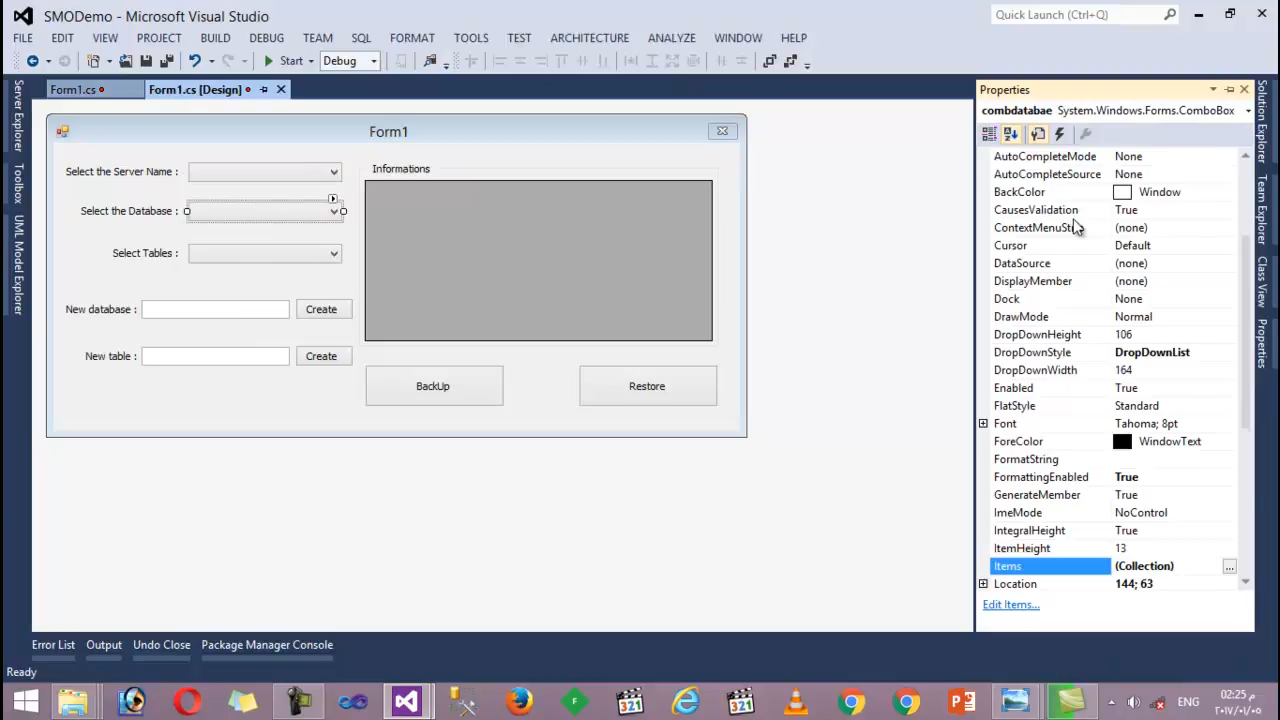 SMODemo - Microsoft Visual Studio
Quick Launch (Ctrl+Q)
FILE EDIT VIEW PROJECT BUILD DEBUG TEAM SQL FORMAT TOOLS TEST ARCHITECTURE ANALYZE WINDOW HELP
Start Debug
Form1.cs Form1.cs [Design]
Server Explorer
Toolbox
UML Model Explorer
Form1
Select the Server Name :
Select the Database :
Select Tables :
New database : Create
New table : Create
Informations
BackUp Restore
Properties
combdatabae System.Windows.Forms.ComboBox
AutoCompleteMode None
AutoCompleteSource None
BackColor Window
CausesValidation True
(none)
Cursor Default
DataSource (none)
DisplayMember (none)
Dock None
DrawMode Normal
DropDownHeight 106
DropDownStyle DropDownList
DropDownWidth 164
Enabled True
FlatStyle Standard
Font Tahoma; 8pt
ForeColor WindowText
FormatString
FormattingEnabled True
GenerateMember True
ImeMode NoControl
IntegralHeight True
ItemHeight 13
Items (Collection) ...
Location 144; 63
Edit Items...
Solution Explorer
Team Explorer
Class View
Properties
Error List Output Undo Close Package Manager Console
Ready
321
321
ENG
02:25 م
٢٠١٧/٠١/٠٥